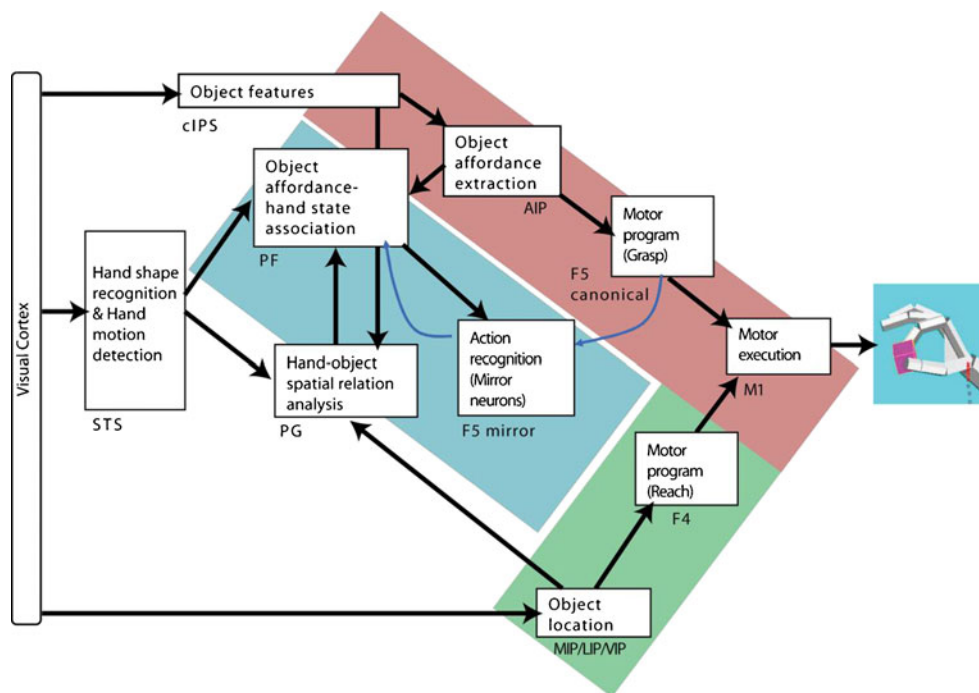 Visual Cortex
Object features
cIPS
Object
affordance
extraction
AIP
Object
affordance-
hand state
association
PF
Motor
program
(Grasp)
F5
canonical
Hand shape
recognition
& Hand
motion
detection
STS
Hand-object
spatial relation
analysis
PG
Action
recognition
(Mirror
neurons)
F5 mirror
Motor
execution
M1
Motor
program
(Reach)
F4
Object
location
MIP/LIP/VIP